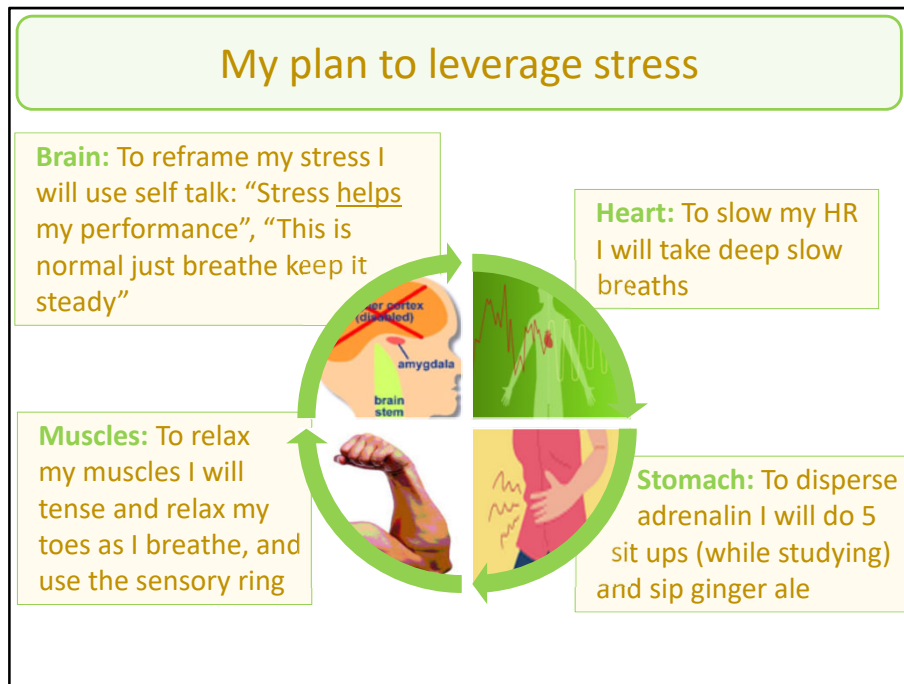 My plan to leverage stress
Brain: To reframe my stress I
will use self talk: “Stress helps
my performance”, “This is
normal just breathe keep it
steady”
Heart: To slow my HR
I will take deep slow
breaths
cortex
(disabled)
amygdala
brain
stem
Muscles: To relax
my muscles I will
tense and relax my
toes as I breathe, and
use the sensory ring
Stomach: To disperse
adrenalin I will do 5
sit ups (while studying)
and sip ginger ale